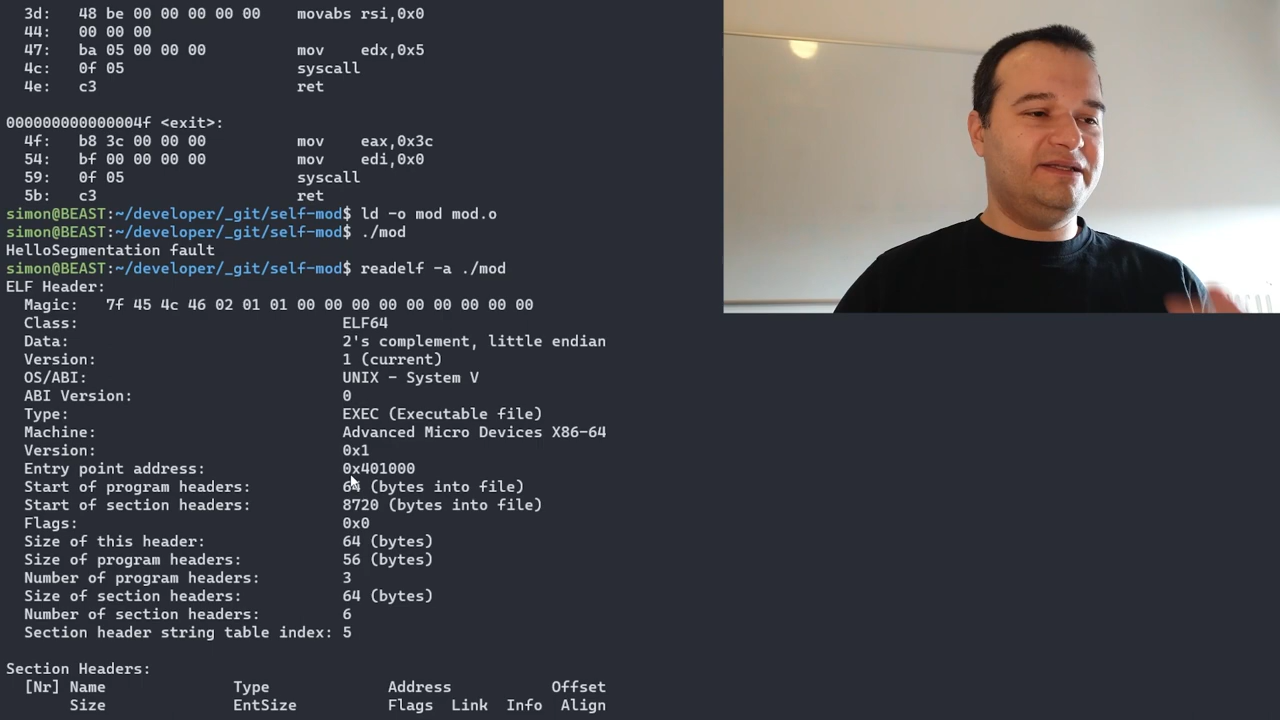 3d: 48 be 00 00 00 00 00 movabs rsi,0x0
44: 00 00 00
47: ba 05 00 00 00 mov edx,0x5
4c: 0f 05 syscall
4e: c3 ret
000000000000004f <exit>:
4f: b8 3c 00 00 00 mov eax,0x3c
54: bf 00 00 00 00 mov edi,0x0
59: 0f 05 syscall
5b: c3 ret
simon@BEAST:~/developer/_git/self-mod$ ld -o mod mod.o
simon@BEAST:~/developer/_git/self-mod$ ./mod
HelloSegmentation fault
simon@BEAST:~/developer/_git/self-mod$ readelf -a ./mod
ELF Header:
Magic: 7f 45 4c 46 02 01 01 00 00 00 00 00 00 00 00 00
Class: ELF64
Data: 2's complement, little endian
Version: 1 (current)
OS/ABI: UNIX - System V
ABI Version: 0
Type: EXEC (Executable file)
Machine: Advanced Micro Devices X86-64
Version: 0x1
Entry point address: 0x401000
Start of program headers: 64 (bytes into file)
Start of section headers: 8720 (bytes into file)
Flags: 0x0
Size of this header: 64 (bytes)
Size of program headers: 56 (bytes)
Number of program headers: 3
Size of section headers: 64 (bytes)
Number of section headers: 6
Section header string table index: 5
Section Headers:
[Nr] Name Type Address Offset
Size EntSize Flags Link Info Align